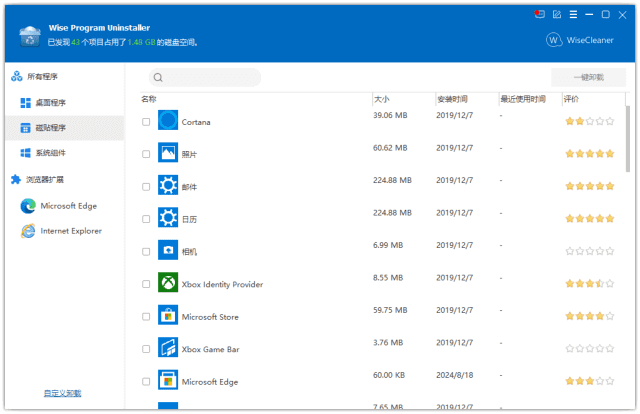 Wise Program Uninstaller
已发现 43 个项目占用了 1.48 GB 的磁盘空间。
WiseCleaner
所有程序
桌面程序
磁贴程序
系统组件
浏览器扩展
Microsoft Edge
Internet Explorer
自定义卸载
一键卸载
名称 大小 安装时间 最近使用时间 评价
Cortana 39.06 MB 2019/12/7 -
照片 60.62 MB 2019/12/7 -
邮件 224.88 MB 2019/12/7 -
日历 224.88 MB 2019/12/7 -
相机 6.99 MB 2019/12/7 -
Xbox Identity Provider 8.55 MB 2019/12/7 -
Microsoft Store 59.75 MB 2019/12/7 -
Xbox Game Bar 3.76 MB 2019/12/7 -
Microsoft Edge 60.00 KB 2024/8/18 -
7.65 MB 2019/12/7 -